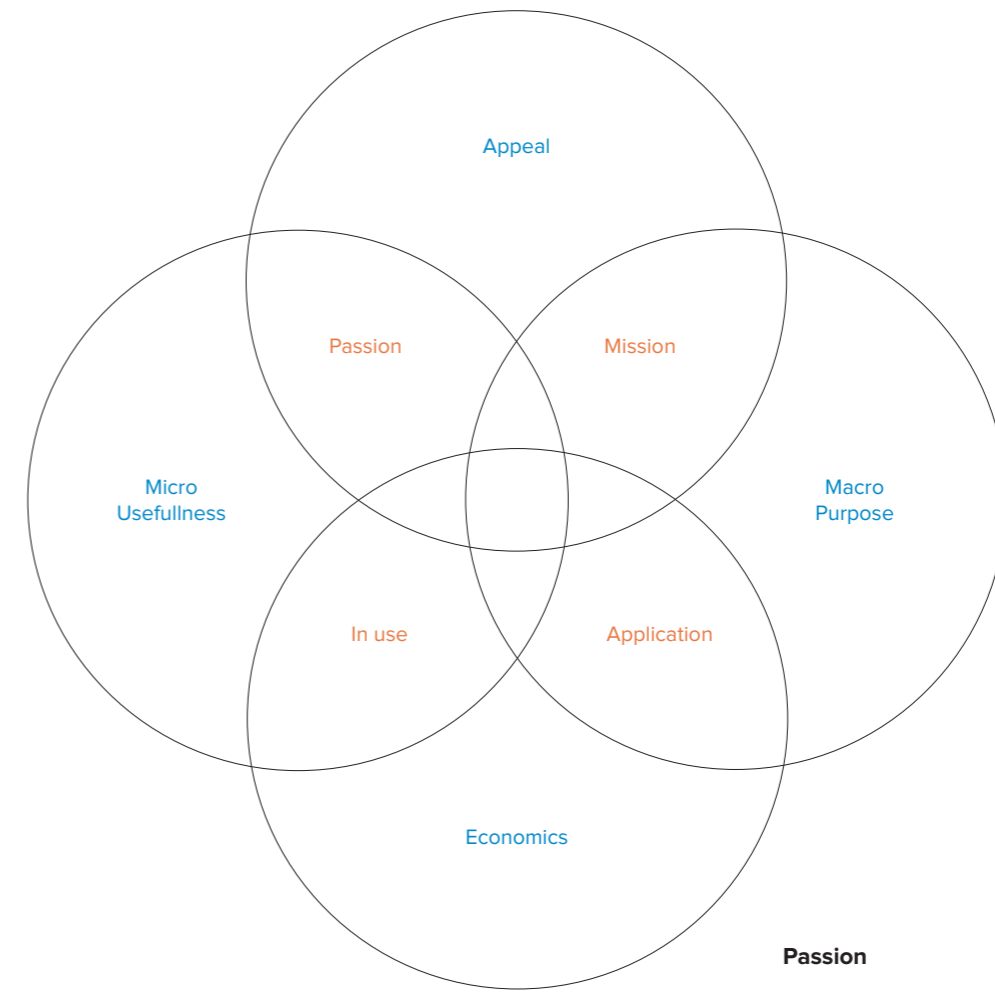 Appeal
Passion
Mission
Micro
Usefullness
Macro
Purpose
In use
Application
Economics
Passion